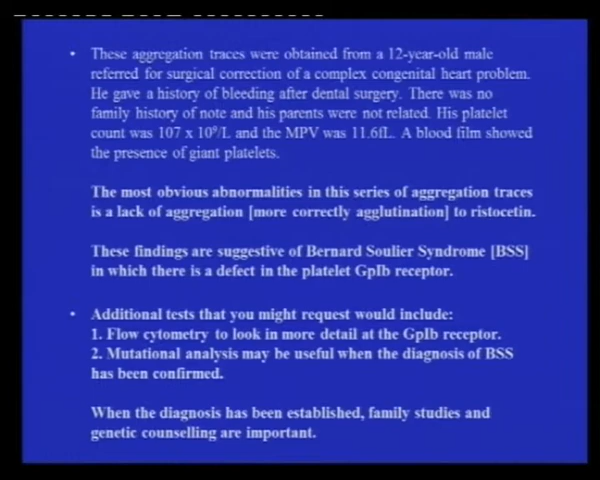 • These aggregation traces were obtained from a 12-year-old male
referred for surgical correction of a complex congenital heart problem.
He gave a history of bleeding after dental surgery. There was no
family history of note and his parents were not related. His platelet
count was 107 x 10⁹/L and the MPV was 11.6fL. A blood film showed
the presence of giant platelets.
The most obvious abnormalities in this series of aggregation traces
is a lack of aggregation [more correctly agglutination] to ristocetin.
These findings are suggestive of Bernard Soulier Syndrome [BSS]
in which there is a defect in the platelet GpIb receptor.
• Additional tests that you might request would include:
1. Flow cytometry to look in more detail at the GpIb receptor.
2. Mutational analysis may be useful when the diagnosis of BSS
has been confirmed.
When the diagnosis has been established, family studies and
genetic counselling are important.